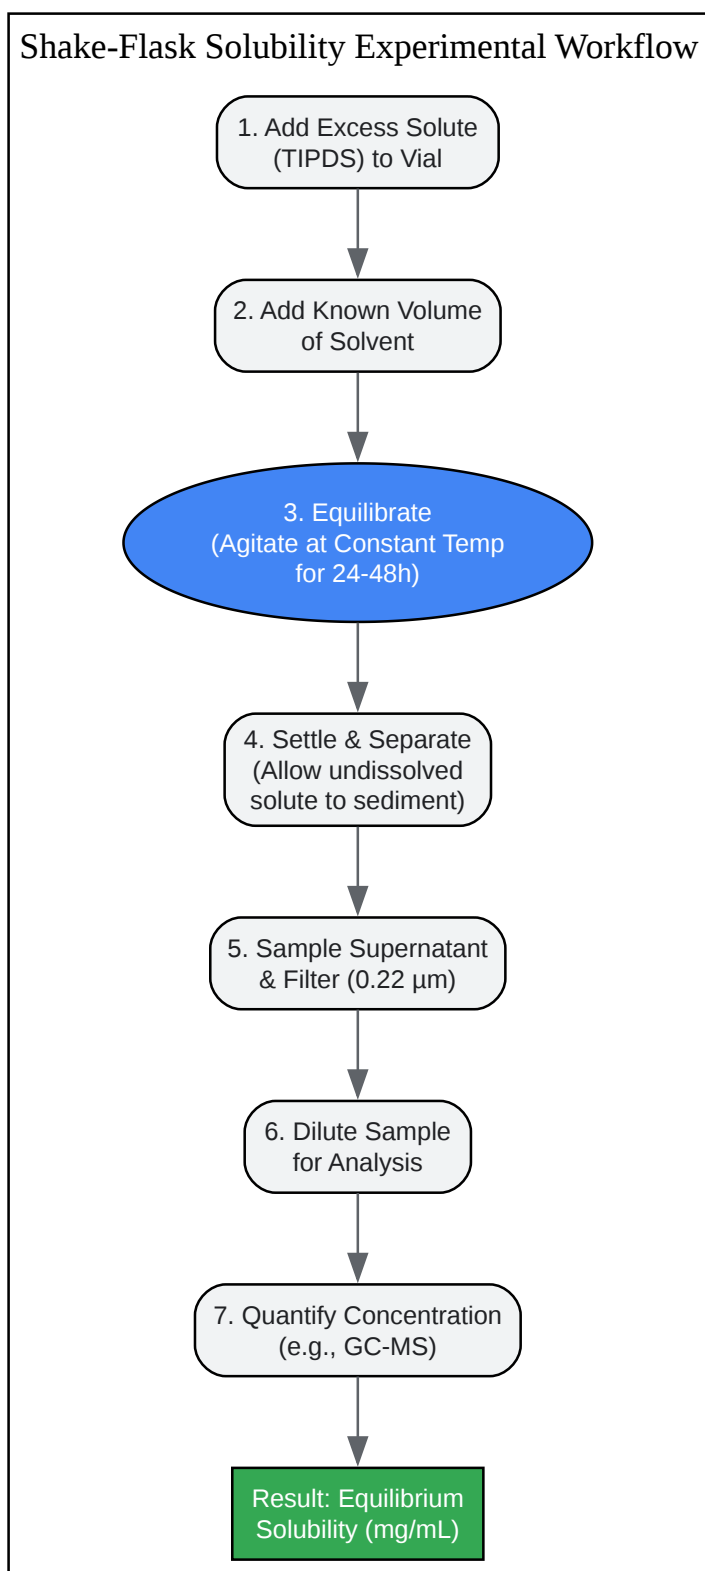 Shake-Flask Solubility Experimental Workflow
1. Add Excess Solute
(TIPDS) to Vial
2. Add Known Volume
of Solvent
3. Equilibrate
(Agitate at Constant Temp
for 24-48h)
4. Settle & Separate
(Allow undissolved
solute to sediment)
5. Sample Supernatant
& Filter (0.22 µm)
6. Dilute Sample
for Analysis
7. Quantify Concentration
(e.g., GC-MS)
Result: Equilibrium
Solubility (mg/mL)